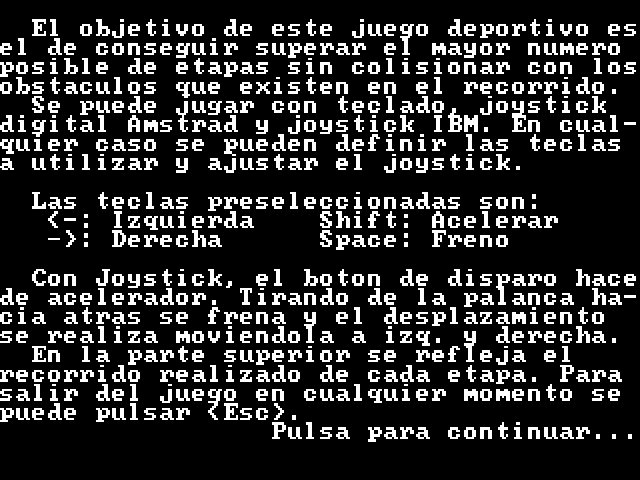 El objetivo de este juego deportivo es
el de conseguir superar el mayor numero
posible de etapas sin colisionar con los
obstaculos que existen en el recorrido.
Se puede jugar con teclado, joystick
digital Amstrad y joystick IBM. En cual-
quier caso se pueden definir las teclas
a utilizar y ajustar el joystick.
Las teclas preseleccionadas son:
<-: Izquierda Shift: Acelerar
->: Derecha Space: Freno
Con Joystick, el boton de disparo hace
de acelerador. Tirando de la palanca ha-
cia atras se frena y el desplazamiento
se realiza moviendola a izq. y derecha.
En la parte superior se refleja el
recorrido realizado de cada etapa. Para
salir del juego en cualquier momento se
puede pulsar <Esc>.
Pulsa para continuar...